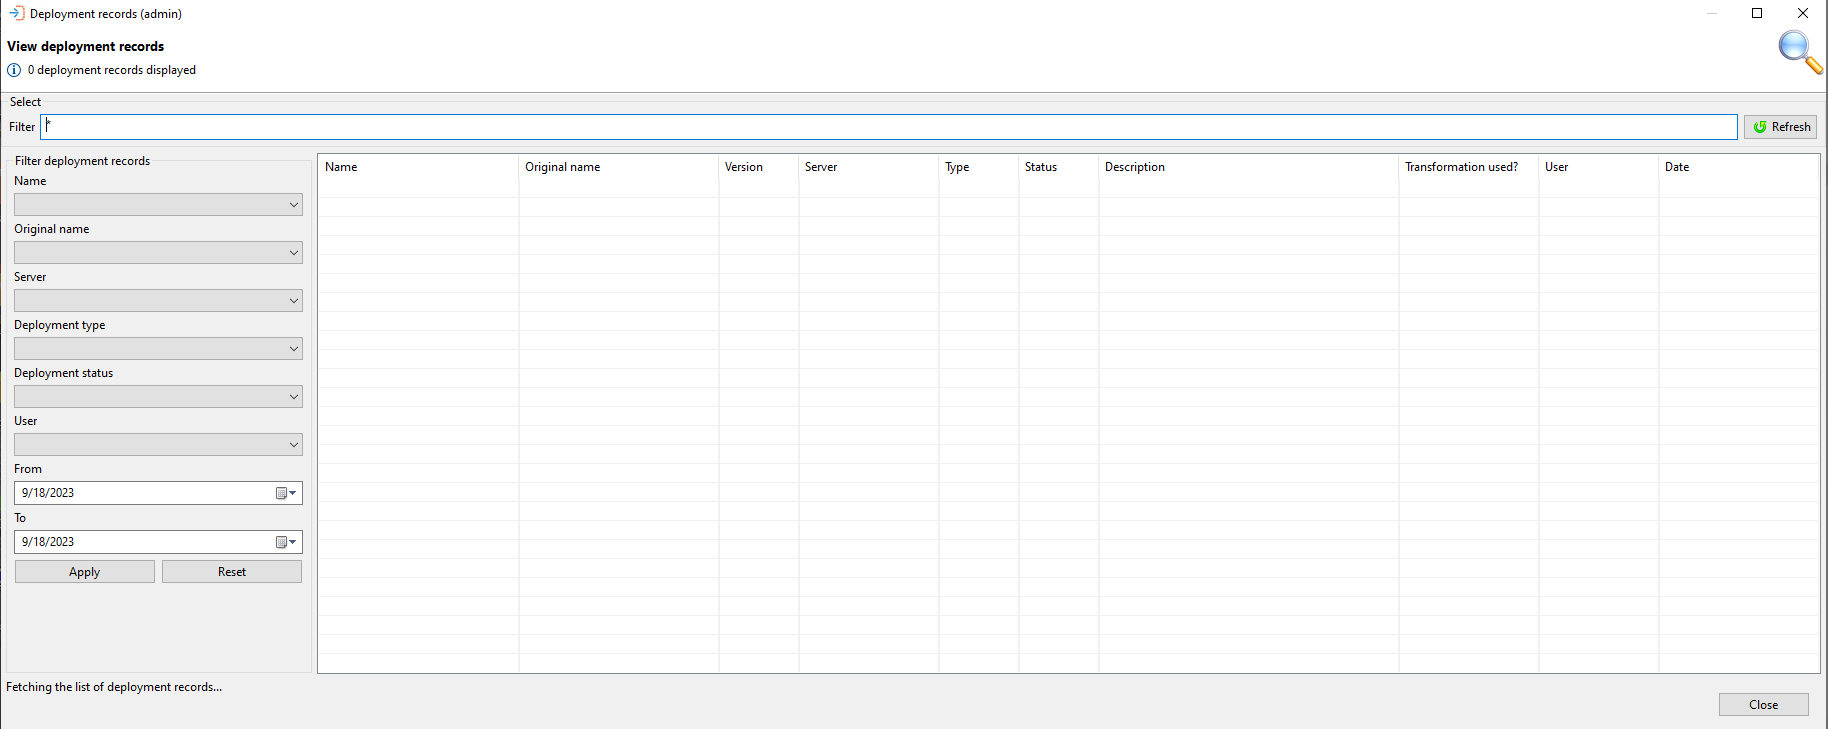 Deployment records (admin)
View deployment records
0 deployment records displayed
Select
Filter
*
Refresh
Filter deployment records
Name
Original name
Server
Deployment type
Deployment status
User
From
9/18/2023
To
9/18/2023
Apply Reset
Name Original name Version Server Type Status Description Transformation used? User Date
Fetching the list of deployment records...
Close